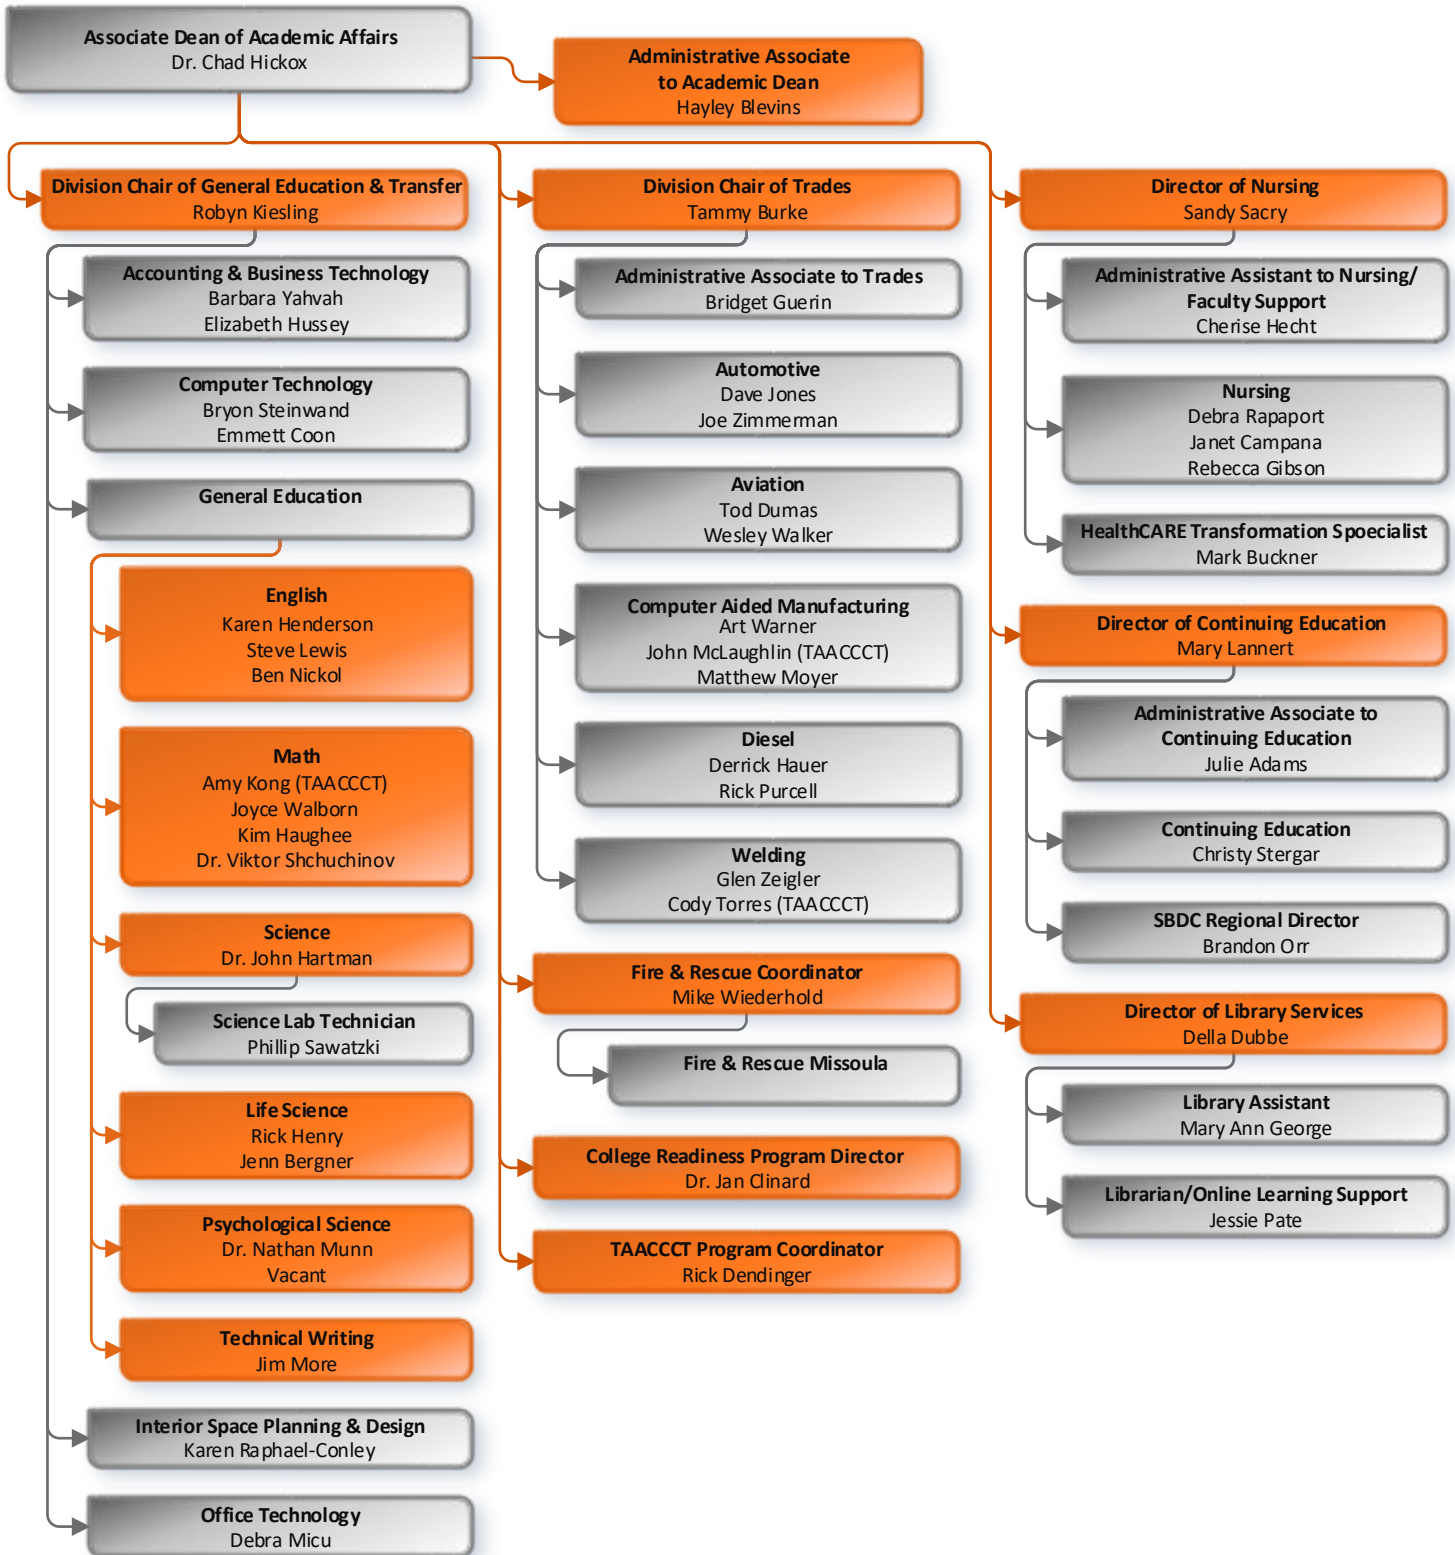 Associate Dean of Academic Affairs
Dr. Chad Hickox
Administrative Associate
to Academic Dean
Hayley Blevins
Division Chair of General Education & Transfer
Robyn Kiesling
Accounting & Business Technology
Barbara Yahvah
Elizabeth Hussey
Computer Technology
Bryon Steinwand
Emmett Coon
General Education
English
Karen Henderson
Steve Lewis
Ben Nickol
Math
Amy Kong (TAACCCT)
Joyce Walborn
Kim Haughee
Dr. Viktor Shchuchinov
Science
Dr. John Hartman
Science Lab Technician
Phillip Sawatzki
Life Science
Rick Henry
Jenn Bergner
Psychological Science
Dr. Nathan Munn
Vacant
Technical Writing
Jim More
Interior Space Planning & Design
Karen Raphael-Conley
Office Technology
Debra Micu
Division Chair of Trades
Tammy Burke
Administrative Associate to Trades
Bridget Guerin
Automotive
Dave Jones
Joe Zimmerman
Aviation
Tod Dumas
Wesley Walker
Computer Aided Manufacturing
Art Warner
John McLaughlin (TAACCCT)
Matthew Moyer
Diesel
Derrick Hauer
Rick Purcell
Welding
Glen Zeigler
Cody Torres (TAACCCT)
Fire & Rescue Coordinator
Mike Wiederhold
Fire & Rescue Missoula
College Readiness Program Director
Dr. Jan Clinard
TAACCCT Program Coordinator
Rick Dendinger
Director of Nursing
Sandy Sacry
Administrative Assistant to Nursing/
Faculty Support
Cherise Hecht
Nursing
Debra Rapaport
Janet Campana
Rebecca Gibson
HealthCARE Transformation Spoecialist
Mark Buckner
Director of Continuing Education
Mary Lannert
Administrative Associate to
Continuing Education
Julie Adams
Continuing Education
Christy Stergar
SBDC Regional Director
Brandon Orr
Director of Library Services
Della Dubbe
Library Assistant
Mary Ann George
Librarian/Online Learning Support
Jessie Pate